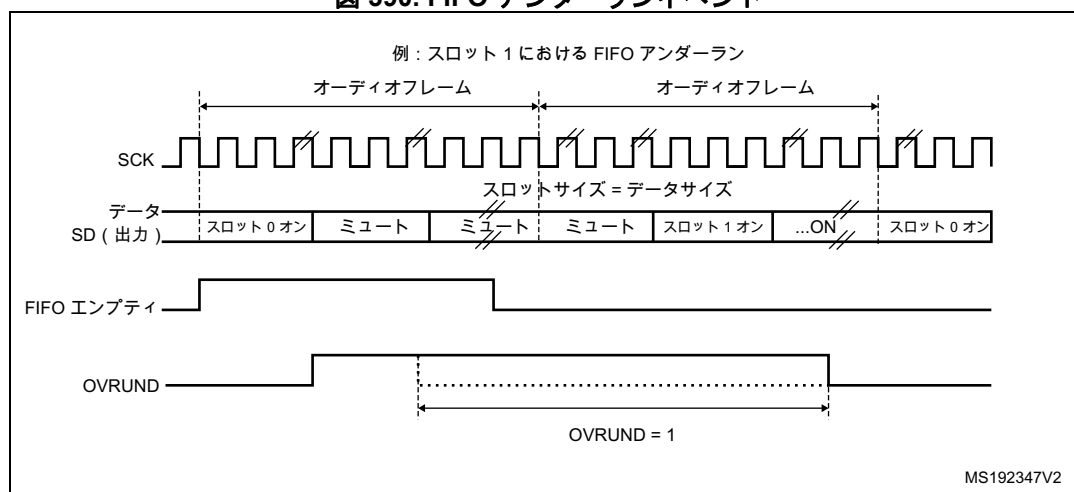 図 390. FIFO アンダーランイベント
例 : スロット 1 における FIFO アンダーラン
オーディオフレーム
オーディオフレーム
SCK
スロットサイズ = データサイズ
データ
SD ( 出力 )
スロット 0 オン
ミュート
ミュート
ミュート
スロット 1 オン
...ON
スロット 0 オン
FIFO エンプティ
OVRUND
OVRUND = 1
MS192347V2